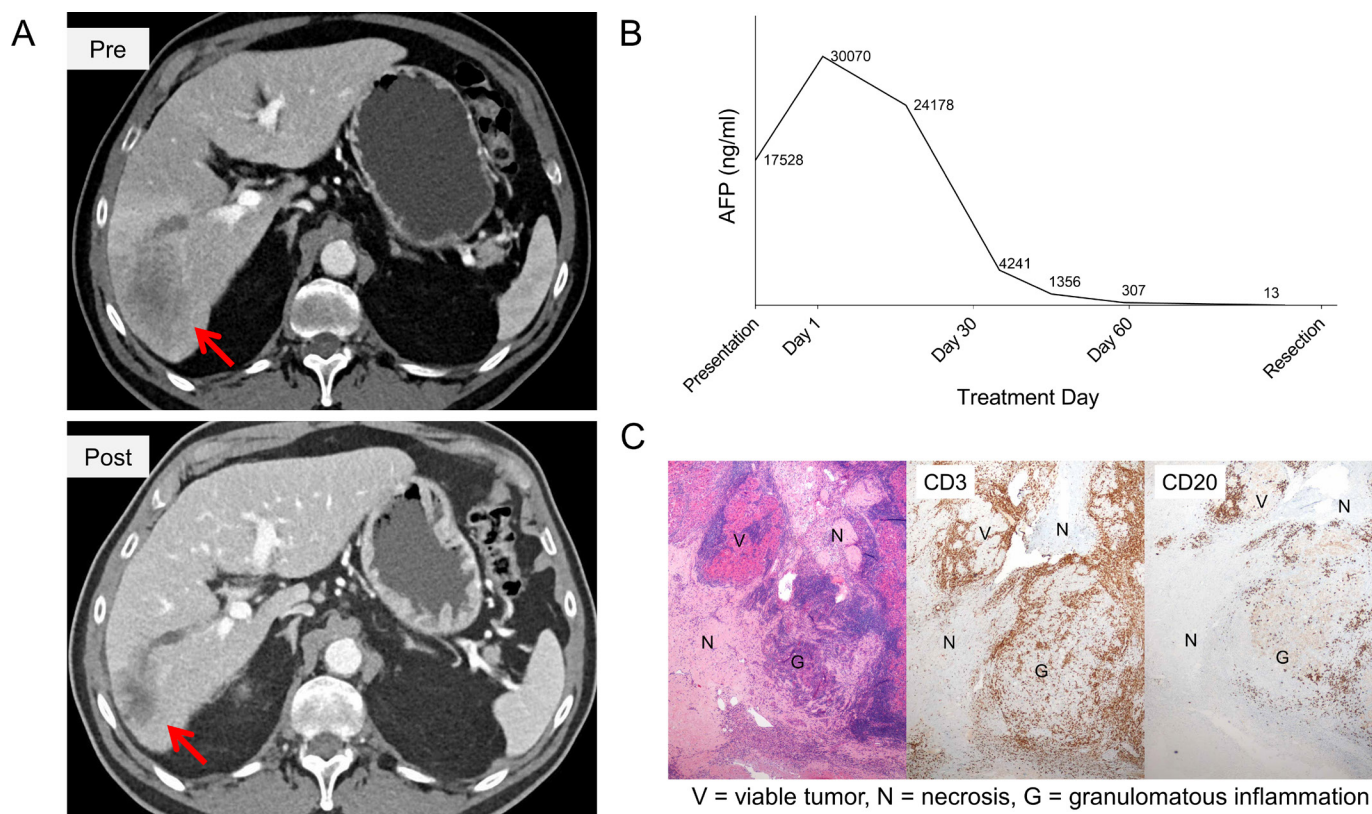 A
Pre
Post
B
AFP (ng/ml)
17528
30070
24178
4241
1356
307
13
Presentation
Day 1
Day 30
Day 60
Resection
Treatment Day
C
V
N
N
G
CD3
V
N
N
G
CD20
V
N
N
G
V = viable tumor, N = necrosis, G = granulomatous inflammation